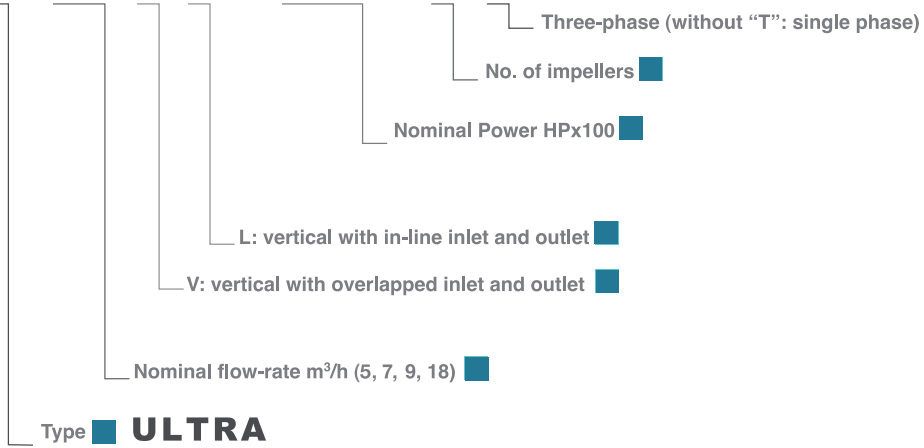 Three-phase (without “T”: single phase)
No. of impellers
Nominal Power HPx100
L: vertical with in-line inlet and outlet
V: vertical with overlapped inlet and outlet
Nominal flow-rate m³/h (5, 7, 9, 18)
Type ULTRA